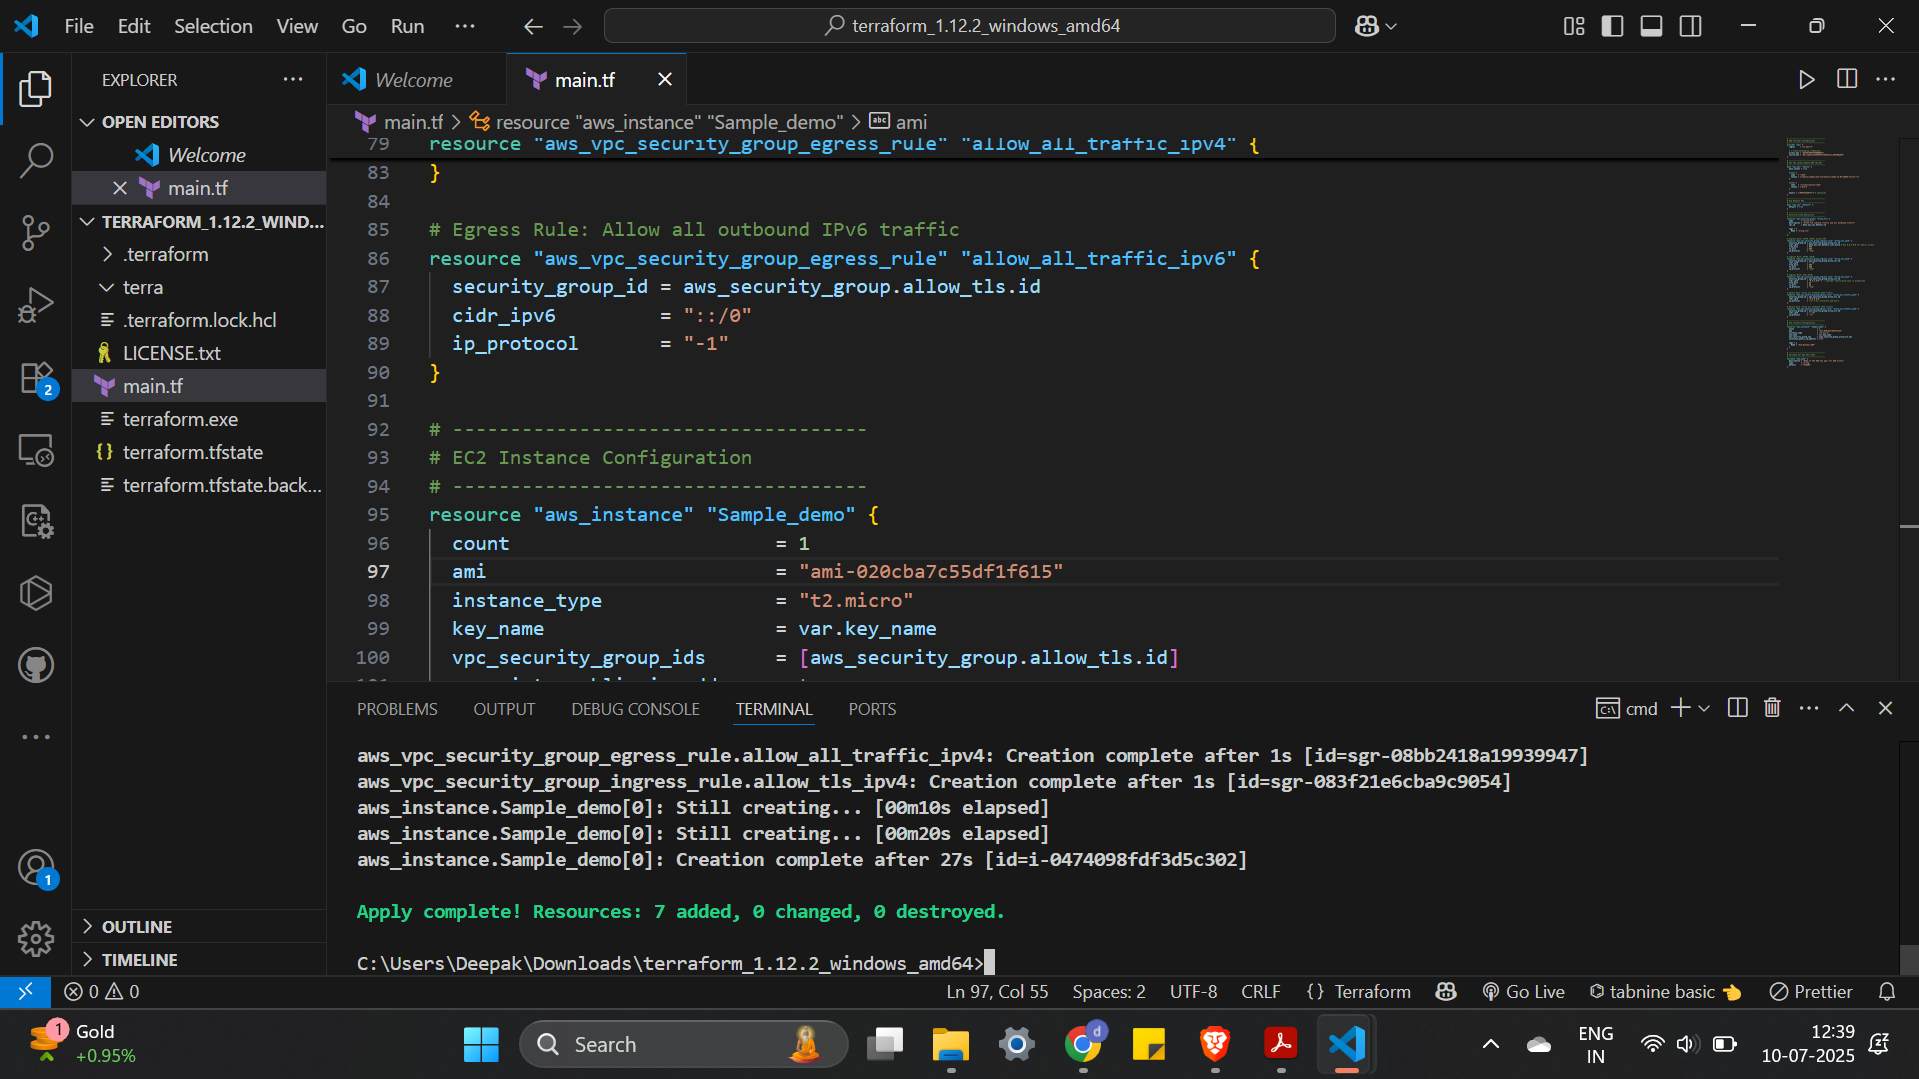 File Edit Selection View Go Run ··· terraform_1.12.2_windows_amd64
EXPLORER ···
OPEN EDITORS
Welcome
main.tf
TERRAFORM_1.12.2_WIND...
.terraform
terra
.terraform.lock.hcl
LICENSE.txt
main.tf
terraform.exe
terraform.tfstate
terraform.tfstate.back...
OUTLINE
TIMELINE
2
1
Welcome main.tf
main.tf > resource "aws_instance" "Sample_demo" > ami
79 resource "aws_vpc_security_group_egress_rule" "allow_all_traffic_ipv4" {
83 }
84
85 # Egress Rule: Allow all outbound IPv6 traffic
86 resource "aws_vpc_security_group_egress_rule" "allow_all_traffic_ipv6" {
87 security_group_id = aws_security_group.allow_tls.id
88 cidr_ipv6 = "::/0"
89 ip_protocol = "-1"
90 }
91
92 # ------------------------------------
93 # EC2 Instance Configuration
94 # ------------------------------------
95 resource "aws_instance" "Sample_demo" {
96 count = 1
97 ami = "ami-020cba7c55df1f615"
98 instance_type = "t2.micro"
99 key_name = var.key_name
100 vpc_security_group_ids = [aws_security_group.allow_tls.id]
PROBLEMS OUTPUT DEBUG CONSOLE TERMINAL PORTS cmd
aws_vpc_security_group_egress_rule.allow_all_traffic_ipv4: Creation complete after 1s [id=sgr-08bb2418a19939947]
aws_vpc_security_group_ingress_rule.allow_tls_ipv4: Creation complete after 1s [id=sgr-083f21e6cba9c9054]
aws_instance.Sample_demo[0]: Still creating... [00m10s elapsed]
aws_instance.Sample_demo[0]: Still creating... [00m20s elapsed]
aws_instance.Sample_demo[0]: Creation complete after 27s [id=i-0474098fdf3d5c302]
Apply complete! Resources: 7 added, 0 changed, 0 destroyed.
C:\Users\Deepak\Downloads\terraform_1.12.2_windows_amd64>
0 0 Ln 97, Col 55 Spaces: 2 UTF-8 CRLF {} Terraform Go Live tabnine basic Prettier
1 Gold
+0.95%
Search
d
ENG
IN
12:39
10-07-2025